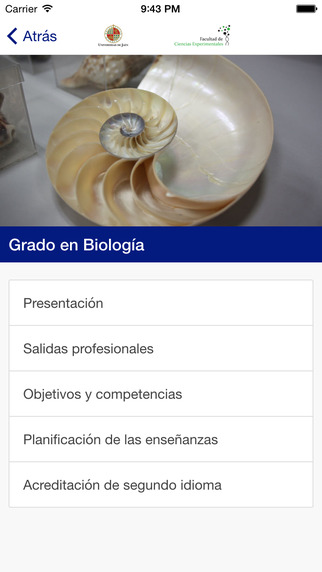 Carrier 9:43 PM
Atrás
UNIVERSIDAD DE JAÉN
Facultad de
Ciencias Experimentales
Grado en Biología
Presentación
Salidas profesionales
Objetivos y competencias
Planificación de las enseñanzas
Acreditación de segundo idioma